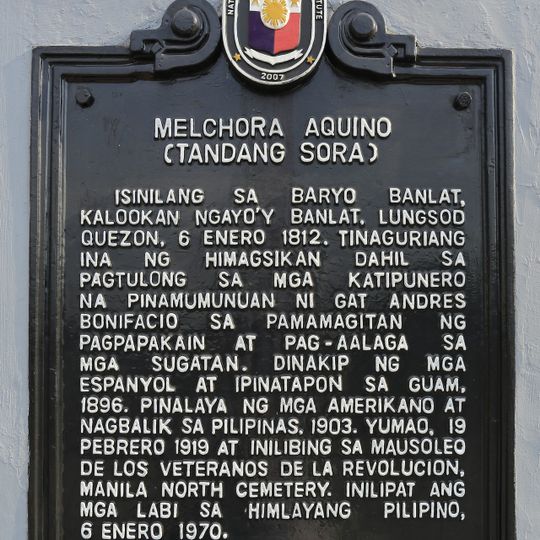 NAT
TUTE
2007
MELCHORA AQUINO
(TANDANG SORA)
ISINILANG SA BARYO BANLAT,
KALOOKAN NGAYO'Y BANLAT, LUNGSOD
QUEZON, 6 ENERO 1812. TINAGURIANG
INA NG HIMAGSIKAN DAHIL SA
PAGTULONG SA MGA KATIPUNERO
NA PINAMUMUNUAN NI GAT ANDRES
BONIFACIO SA PAMAMAGITAN NG
PAGPAPAKAIN AT PAG-AALAGA SA
MGA SUGATAN. DINAKIP NG MGA
ESPANYOL AT IPINATAPON SA GUAM,
1896. PINALAYA NG MGA AMERIKANO AT
NAGBALIK SA PILIPINAS, 1903. YUMAO, 19
PEBRERO 1919 AT INILIBING SA MAUSOLEO
DE LOS VETERANOS DE LA REVOLUCION,
MANILA NORTH CEMETERY. INILIPAT ANG
MGA LABI SA HIMLAYANG PILIPINO,
6 ENERO 1970.